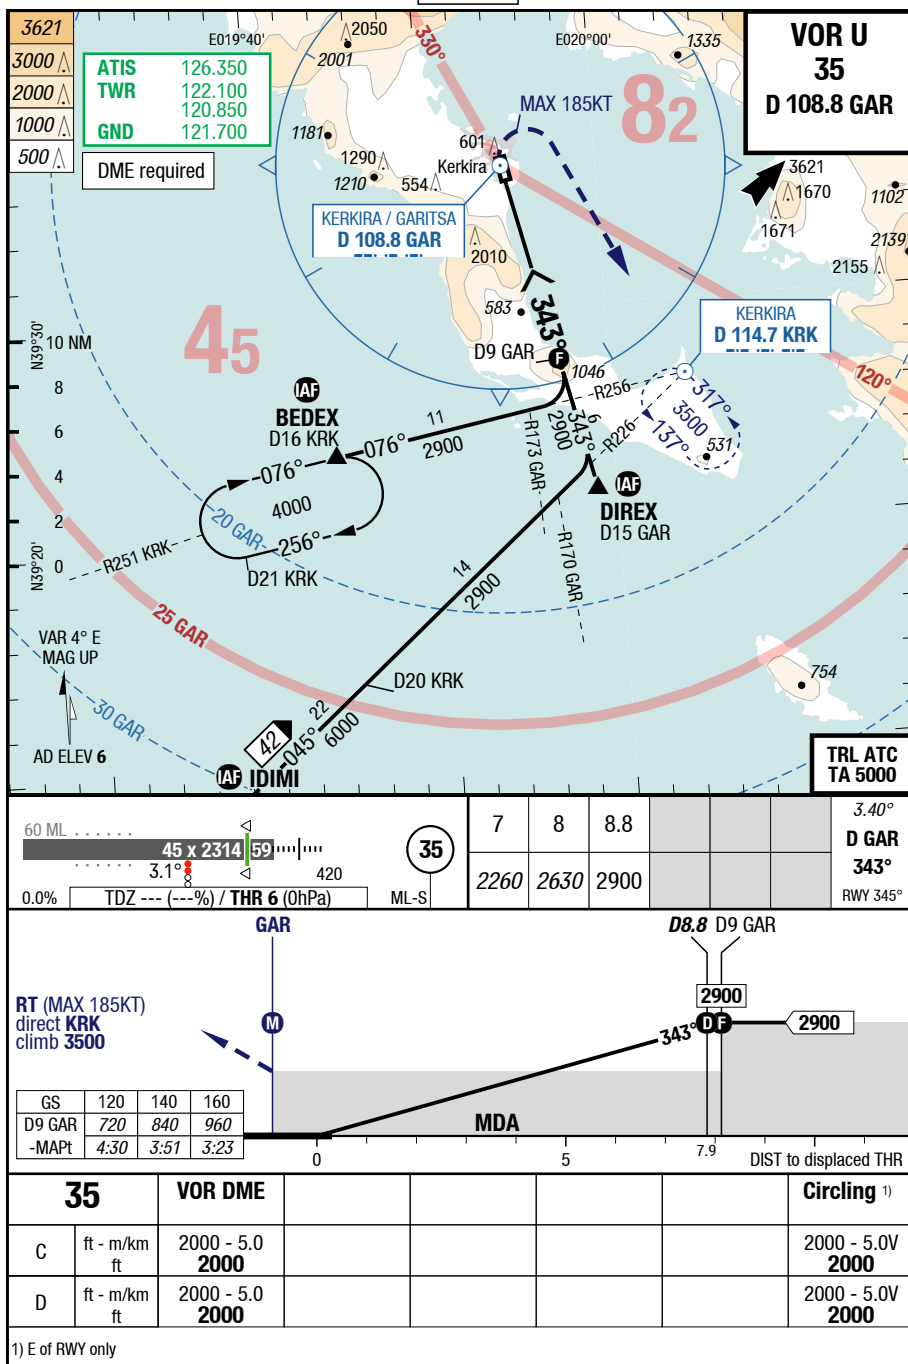 3621
3000
2000
1000
500
ATIS 126.350
TWR 122.100
120.850
GND 121.700
DME required
E019°40'
2050
2001
330°
E020°00'
1335
82
VOR U
35
D 108.8 GAR
MAX 185KT
1181
1290
1210
554
601
Kerkira
3621
1670
1671
1102
2139
2155
KERKIRA / GARITSA
D 108.8 GAR
2010
583
343°
45
N39°30'
10 NM
8
6
4
2
0
N39°20'
D9 GAR
F
1046
KERKIRA
D 114.7 KRK
120°
IAF
BEDEX
D16 KRK
11
2900
076°
076°
R256
6
2900
343°
R226
R173 GAR
317°
3500
137°
531
4000
256°
20 GAR
R251 KRK
D21 KRK
IAF
DIREX
D15 GAR
R170 GAR
14
2900
25 GAR
VAR 4° E
MAG UP
30 GAR
AD ELEV 6
D20 KRK
22
6000
045°
42
IAF IDIMI
754
TRL ATC
TA 5000
60 ML
45 x 2314 59
3.1°
420
0.0%
TDZ --- (---%) / THR 6 (0hPa)
ML-S
35
7 8 8.8
2260 2630 2900
3.40°
D GAR
343°
RWY 345°
GAR
D8.8 D9 GAR
RT (MAX 185KT)
direct KRK
climb 3500
M
2900
343°
D F
2900
GS 120 140 160
D9 GAR 720 840 960
-MAPt 4:30 3:51 3:23
MDA
0 5 7.9 DIST to displaced THR
35 VOR DME Circling 1)
C ft - m/km 2000 - 5.0 2000 - 5.0V
ft 2000 2000
D ft - m/km 2000 - 5.0 2000 - 5.0V
ft 2000 2000
1) E of RWY only